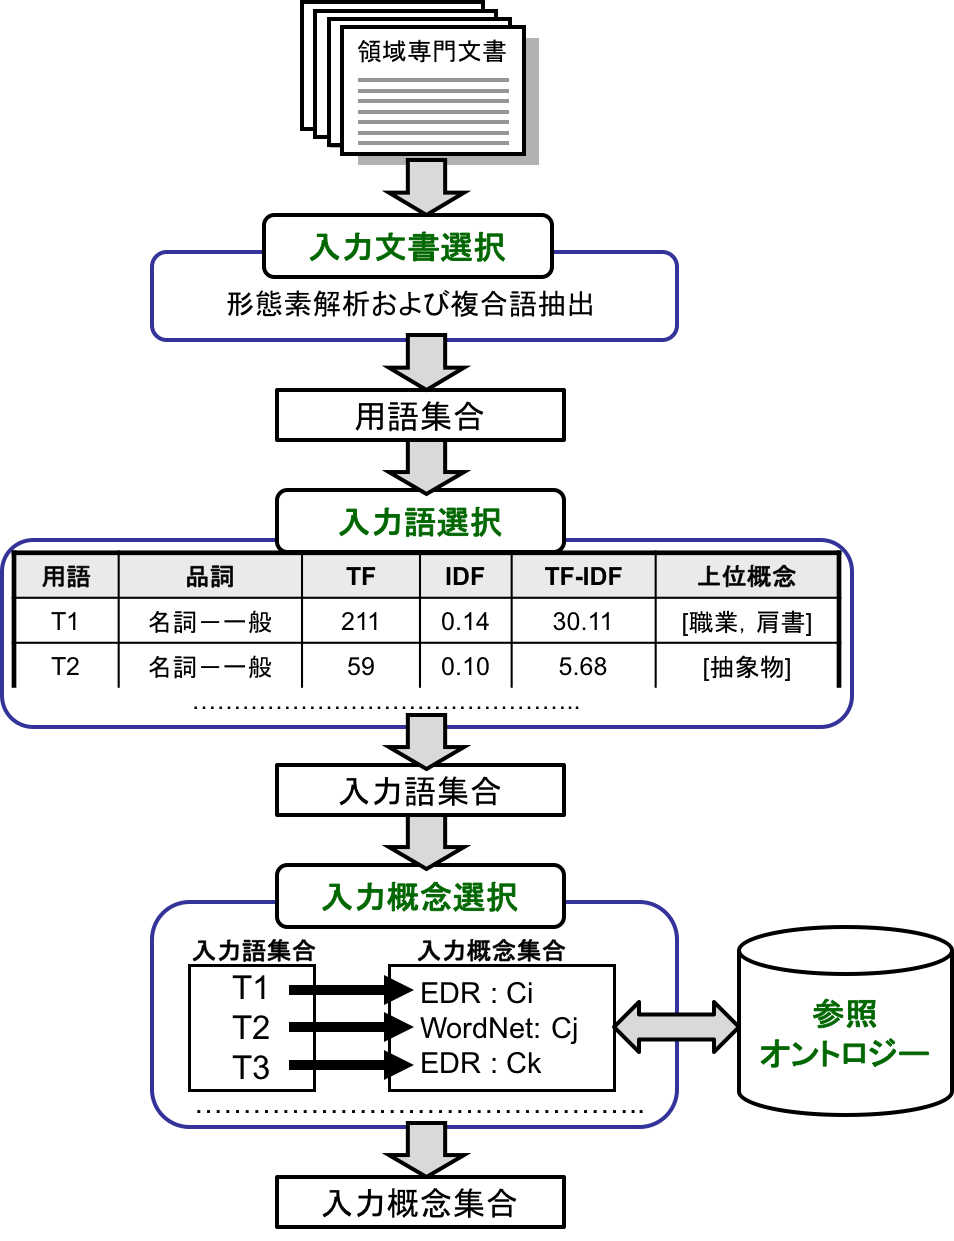 領域専門文書
入力文書選択
形態素解析および複合語抽出
用語集合
入力語選択
用語 品詞 TF IDF TF-IDF 上位概念
T1 名詞－一般 211 0.14 30.11 [職業，肩書]
T2 名詞－一般 59 0.10 5.68 [抽象物]
…………………………………………..
入力語集合
入力概念選択
入力語集合 入力概念集合
T1 EDR : Ci
T2 WordNet: Cj
T3 EDR : Ck
………………………………………………..
参照
オントロジー
入力概念集合